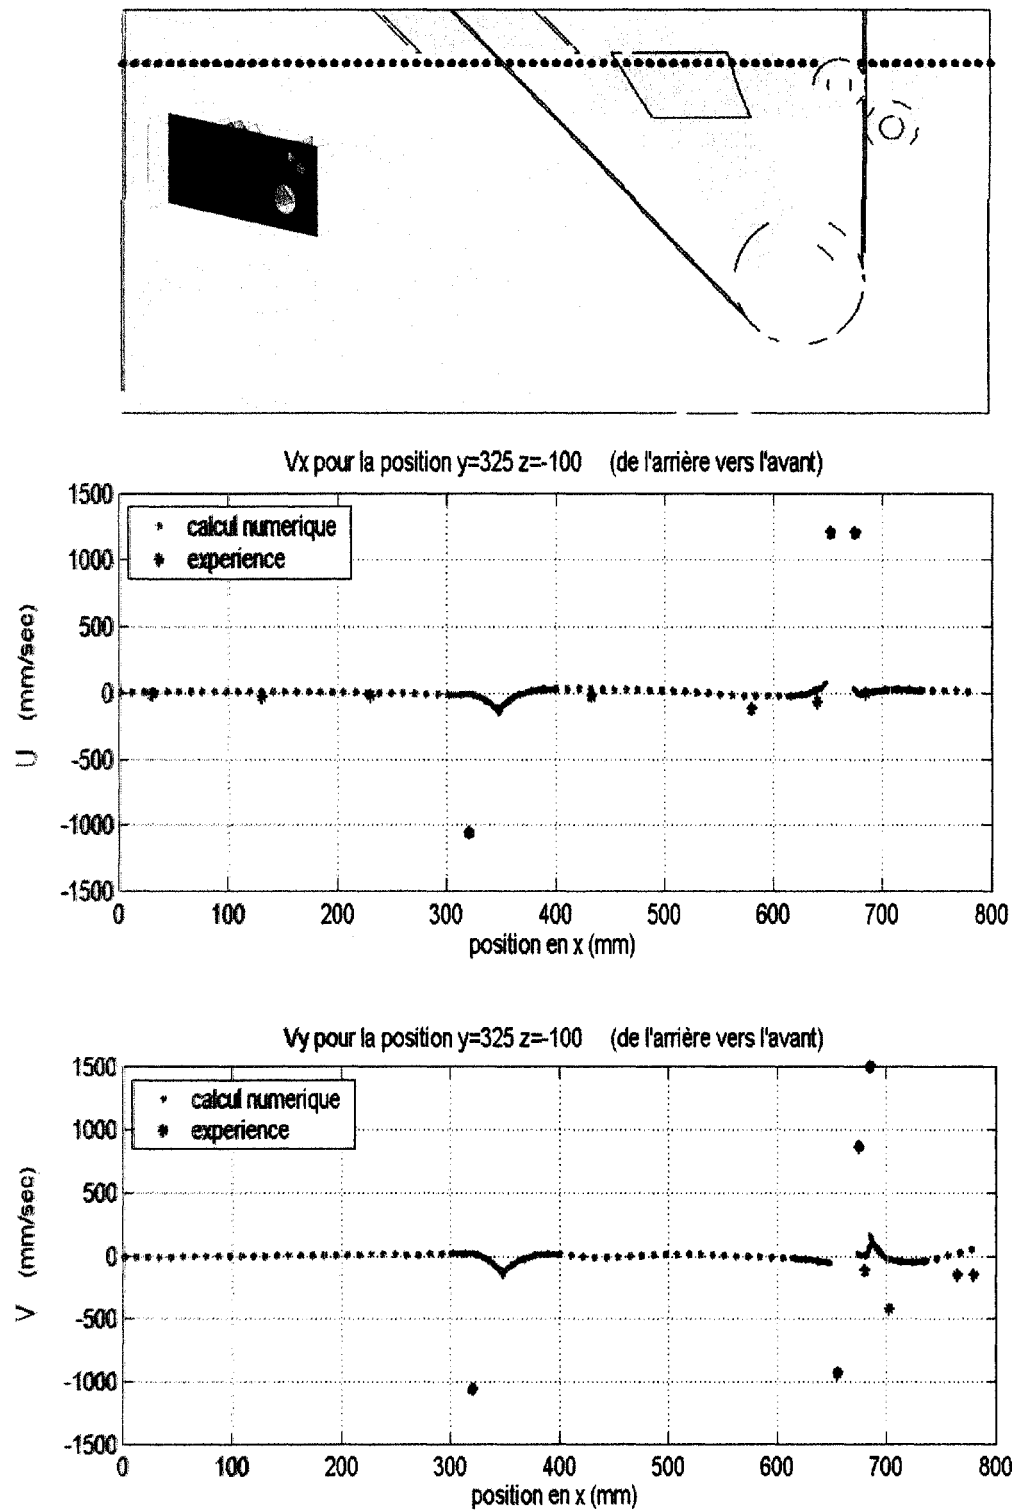 Vx pour la position y=325 z=-100 (de l'arrière vers l'avant)
1500
1000
500
0
-500
-1000
-1500
calcul numerique
experience
U (mm/sec)
0 100 200 300 400 500 600 700 800
position en x (mm)
Vy pour la position y=325 z=-100 (de l'arrière vers l'avant)
1500
1000
500
0
-500
-1000
-1500
calcul numerique
experience
V (mm/sec)
0 100 200 300 400 500 600 700 800
position en x (mm)